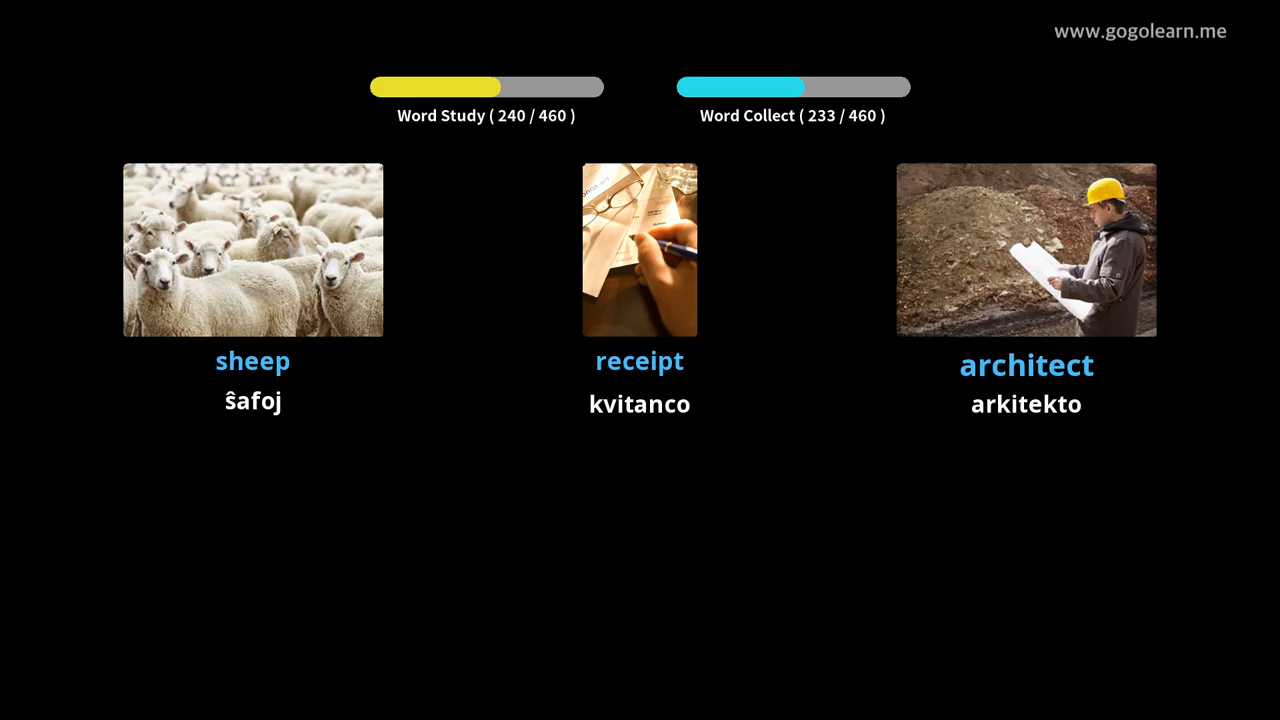 www.gogolearn.me
Word Study ( 240 / 460 )
Word Collect ( 233 / 460 )
sheep
ŝafoj
receipt
kvitanco
architect
arkitekto